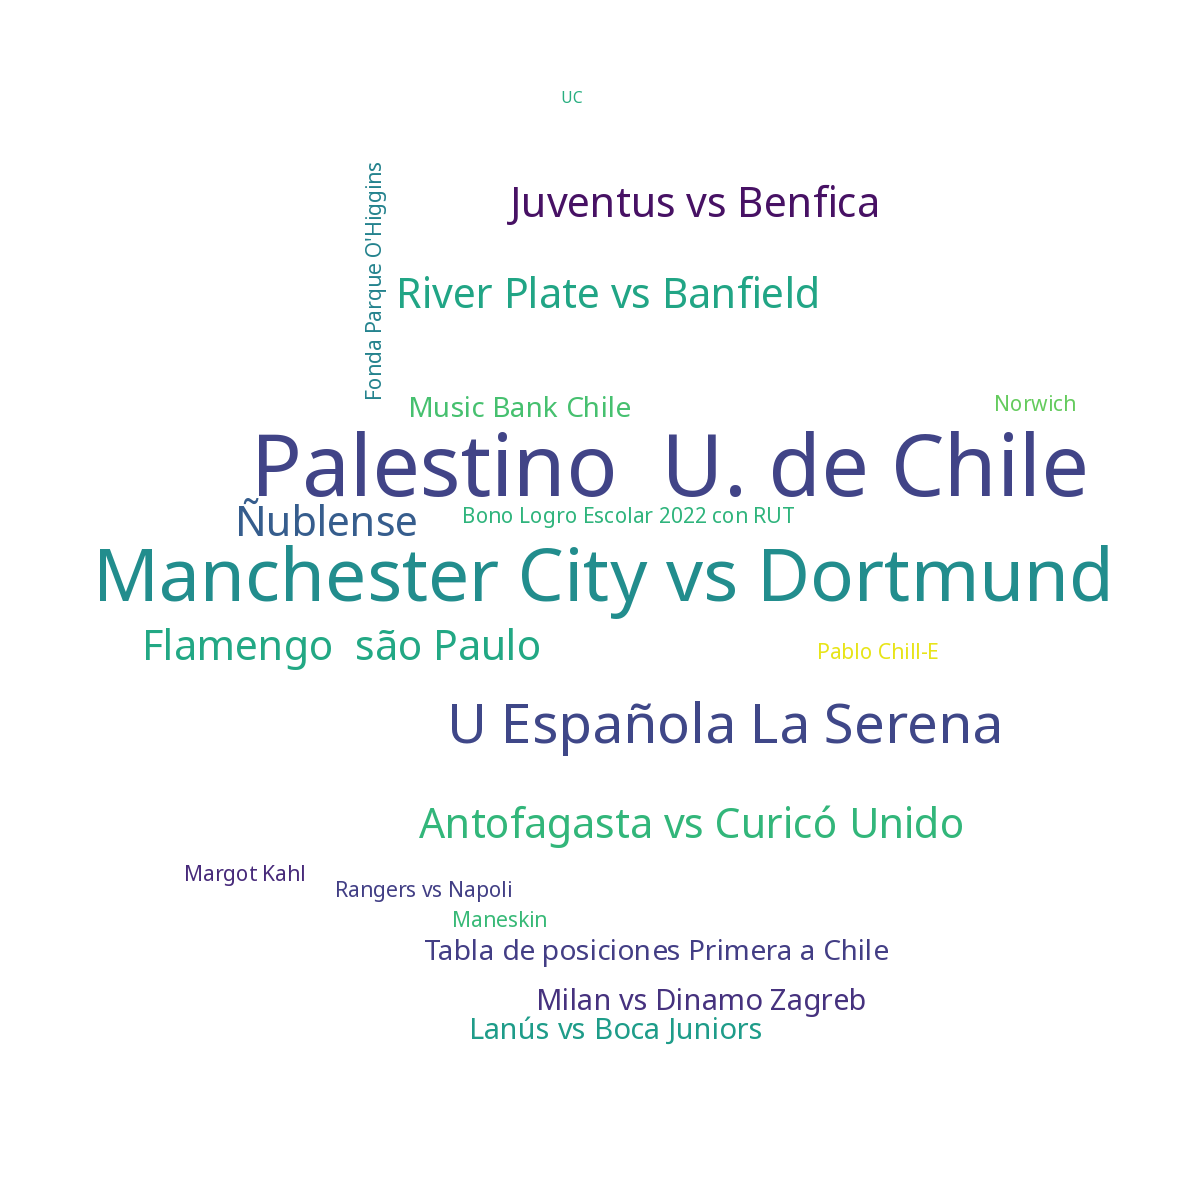 UC
Fonda Parque O'Higgins
Juventus vs Benfica
River Plate vs Banfield
Music Bank Chile
Norwich
Palestino  U. de Chile
Ñublense
Bono Logro Escolar 2022 con RUT
Manchester City vs Dortmund
Flamengo  são Paulo
Pablo Chill-E
U Española La Serena
Antofagasta vs Curicó Unido
Margot Kahl
Rangers vs Napoli
Maneskin
Tabla de posiciones Primera a Chile
Milan vs Dinamo Zagreb
Lanús vs Boca Juniors